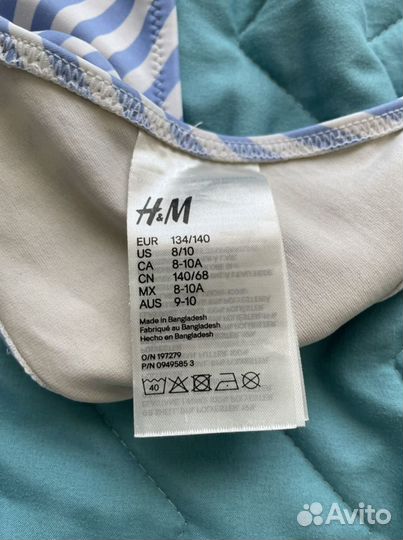 H&M
EUR 134/140
US 8/10
CA 8-10A
CN 140/68
MX 8-10A
AUS 9-10
Made in Bangladesh
Fabriqué au Bangladesh
Hecho en Bangladesh
O/N 197279
P/N 0949585 3
40
Avito